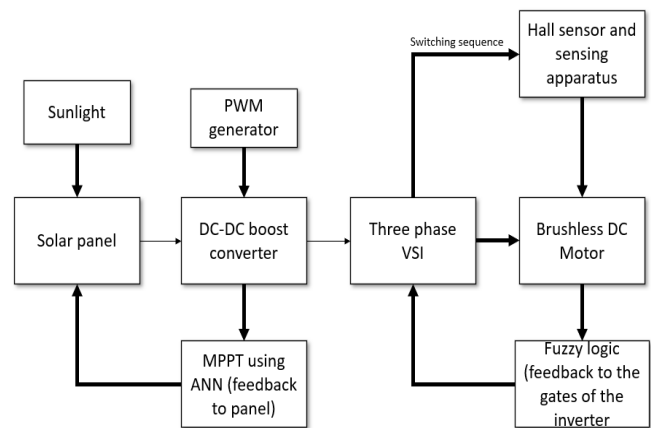 Switching sequence
Hall sensor and
sensing
apparatus
Sunlight
PWM
generator
Solar panel
DC-DC boost
converter
Three phase
VSI
Brushless DC
Motor
MPPT using
ANN (feedback
to panel)
Fuzzy logic
(feedback to the
gates of the
inverter